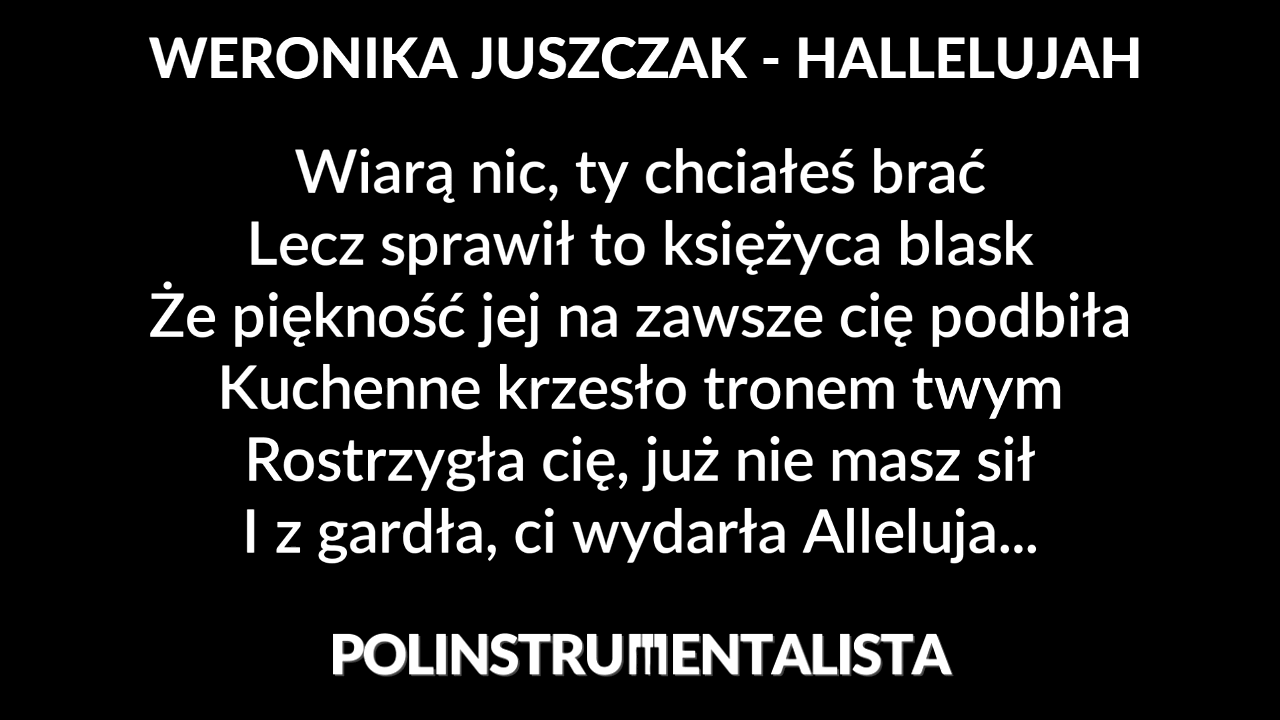 WERONIKA JUSZCZAK - HALLELUJAH
Wiarą nic, ty chciałeś brać
Lecz sprawił to księżyca blask
Że piękność jej na zawsze cię podbiła
Kuchenne krzesło tronem twym
Rostrzygła cię, już nie masz sił
I z gardła, ci wydarła Alleluja...
POLINSTRUMENTALISTA